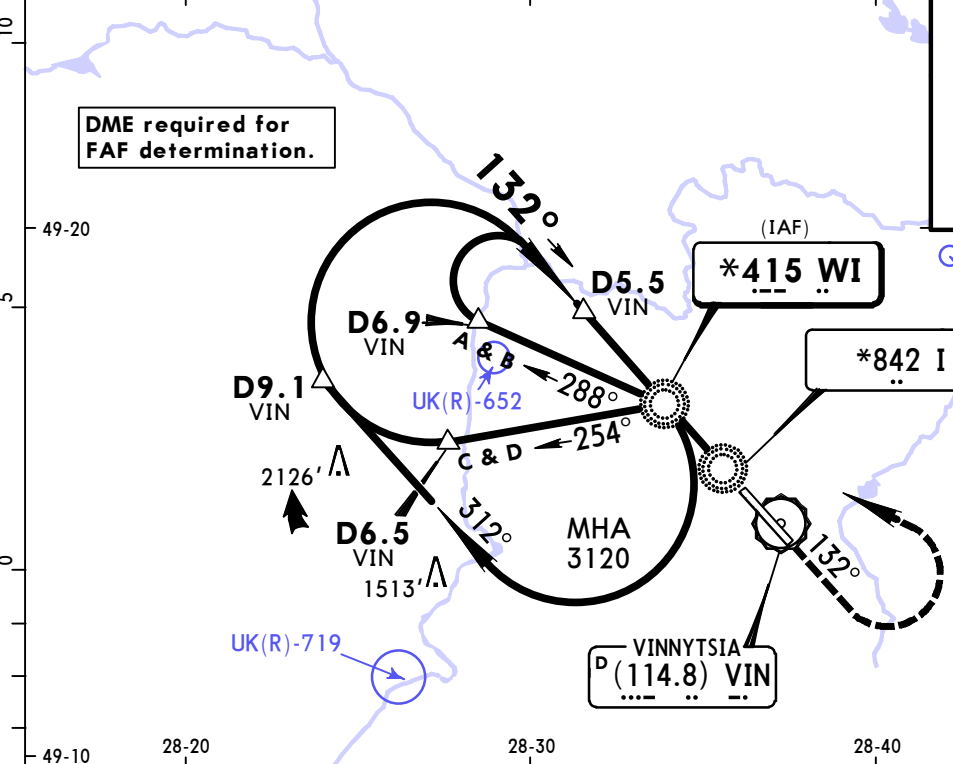 10
DME required for
FAF determination.
132°
49-20
(IAF)
*415 WI
D5.5
VIN
5
D6.9
VIN
A & B
*842 I
288°
UK(R)-652
D9.1
VIN
254°
C & D
2126'
D6.5
VIN
312°
MHA
3120
132°
1513'
0
UK(R)-719
VINNYTSIA
D (114.8) VIN
49-10
28-20
28-30
28-40